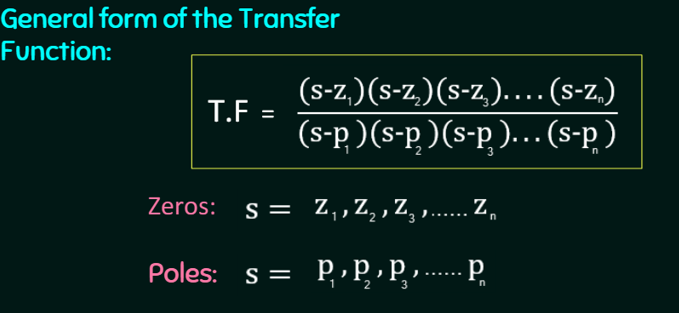 General form of the Transfer
Function:
T.F = (s-z₁)(s-z₂)(s-z₃)....(s-zₙ)
(s-p₁)(s-p₂)(s-p₃)...(s-pₙ)
Zeros: s = z₁,z₂,z₃,......zₙ
Poles: s = p₁,p₂,p₃,......pₙ